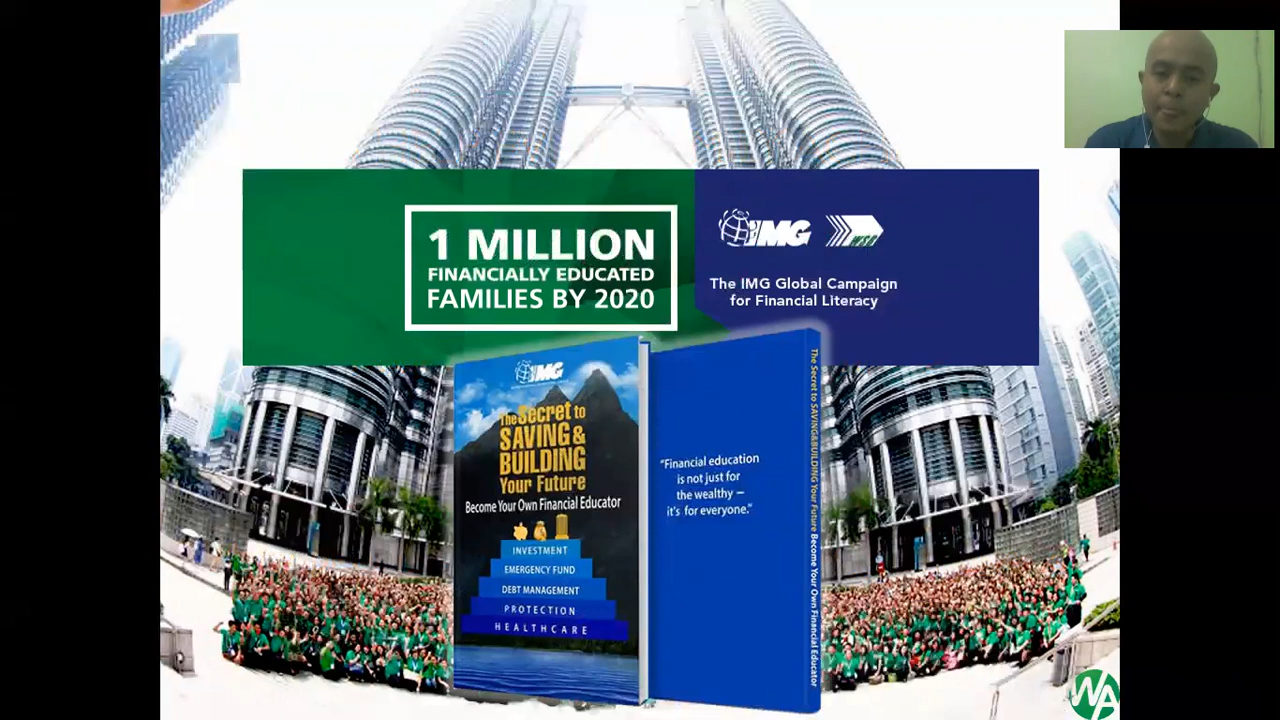 1 MILLION
FINANCIALLY EDUCATED
FAMILIES BY 2020
IMG
WSG
The IMG Global Campaign
for Financial Literacy
IMG
The Secret to
SAVING &
BUILDING
Your Future
Become Your Own Financial Educator
INVESTMENT
EMERGENCY FUND
DEBT MANAGEMENT
PROTECTION
HEALTHCARE
"Financial education
is not just for
the wealthy –
it's for everyone."
The Secret to SAVING&BUILDING Your Future Become Your Own Financial Educator
WA